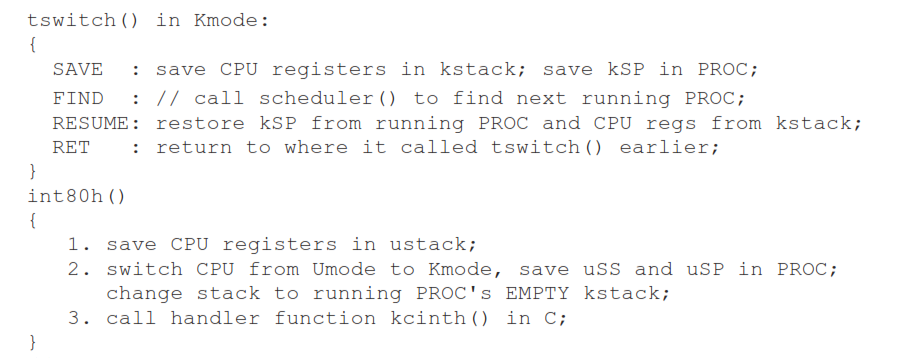 tswitch() in Kmode:
{
SAVE : save CPU registers in kstack; save kSP in PROC;
FIND : // call scheduler() to find next running PROC;
RESUME: restore kSP from running PROC and CPU regs from kstack;
RET : return to where it called tswitch() earlier;
}
int80h()
{
1. save CPU registers in ustack;
2. switch CPU from Umode to Kmode, save uSS and uSP in PROC;
change stack to running PROC's EMPTY kstack;
3. call handler function kcinth() in C;
}